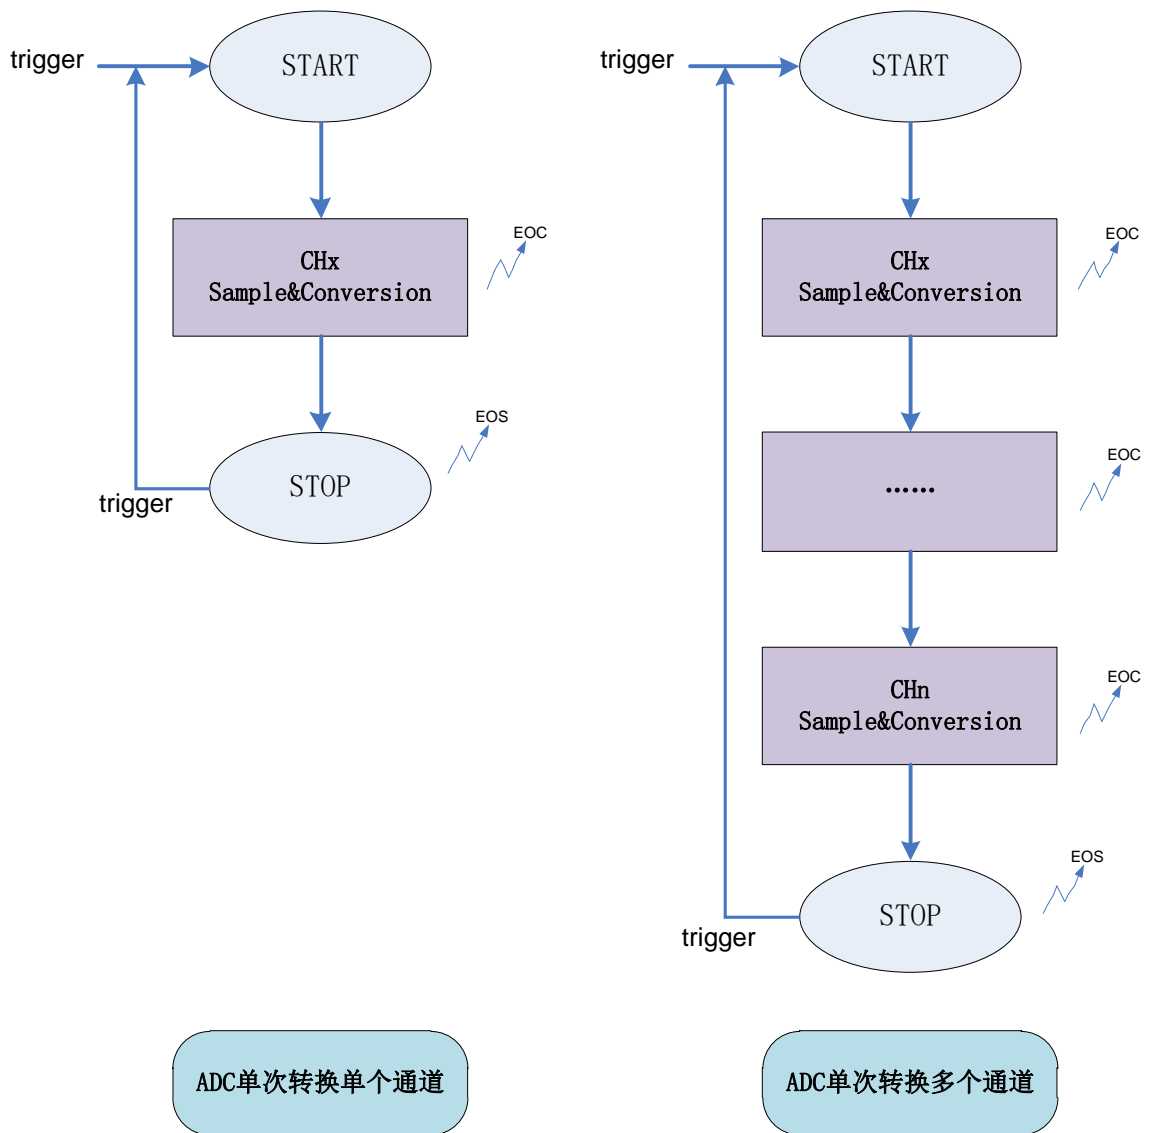 trigger
START
CHx
Sample&Conversion
EOC
EOS
STOP
trigger
ADC单次转换单个通道
trigger
START
CHx
Sample&Conversion
EOC
......
EOC
CHn
Sample&Conversion
EOC
EOS
STOP
trigger
ADC单次转换多个通道